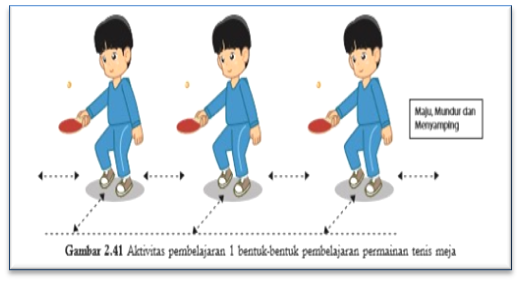 Maju, Mundur dan
Menyamping
Gambar 2.41 Aktivitas pembelajaran 1 bentuk-bentuk pembelajaran permainan tenis meja